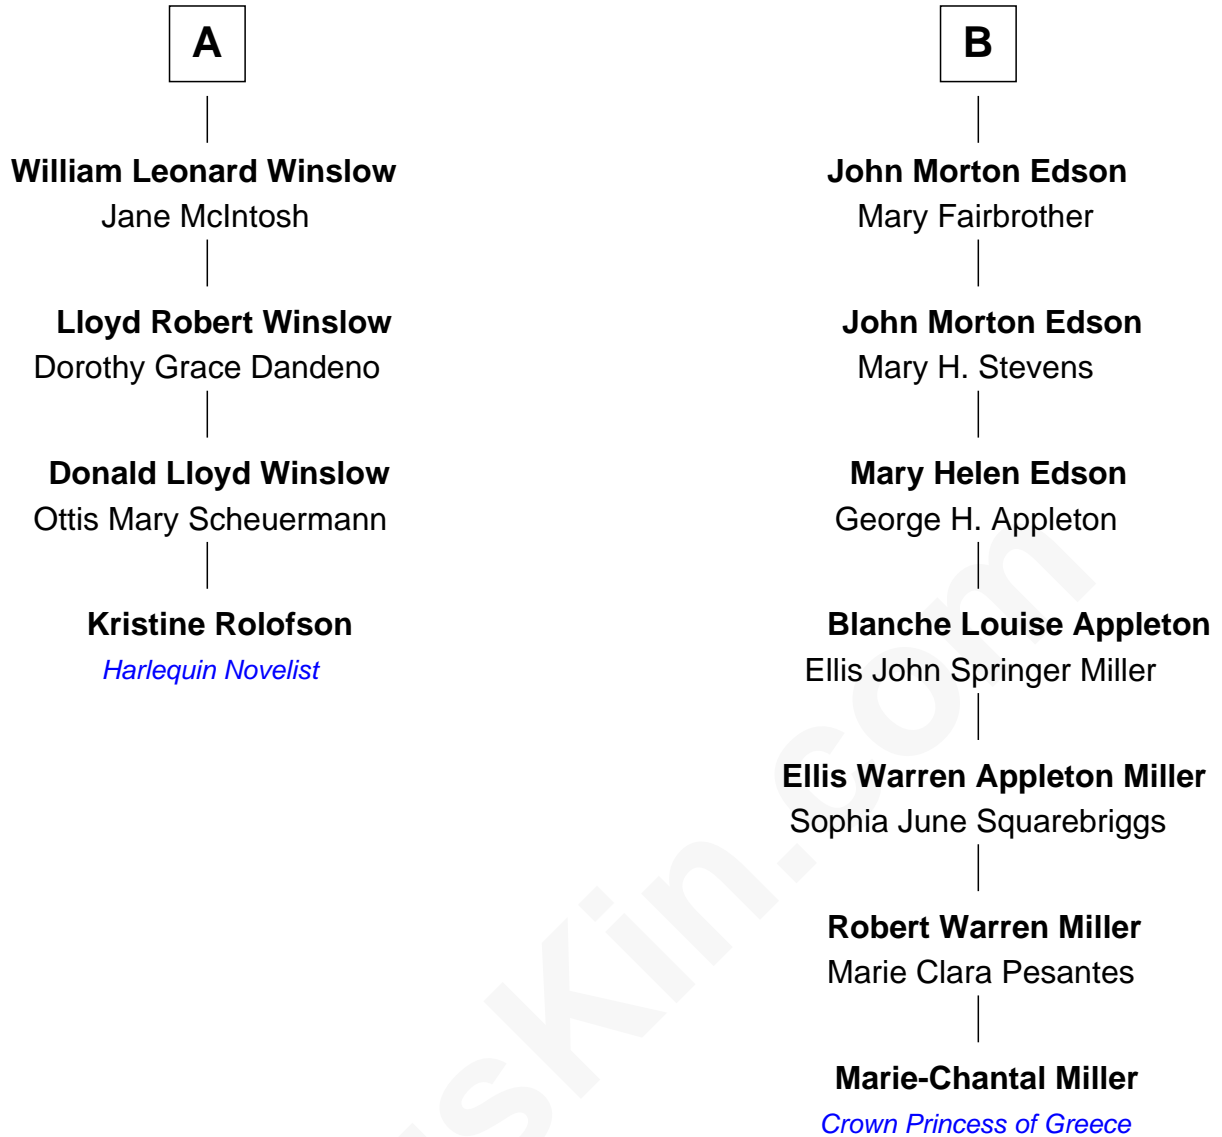 A
William Leonard Winslow
Jane McIntosh
Lloyd Robert Winslow
Dorothy Grace Dandeno
Donald Lloyd Winslow
Ottis Mary Scheuermann
Kristine Rolofson
Harlequin Novelist
B
John Morton Edson
Mary Fairbrother
John Morton Edson
Mary H. Stevens
Mary Helen Edson
George H. Appleton
Blanche Louise Appleton
Ellis John Springer Miller
Ellis Warren Appleton Miller
Sophia June Squarebriggs
Robert Warren Miller
Marie Clara Pesantes
Marie-Chantal Miller
Crown Princess of Greece
sKin.com